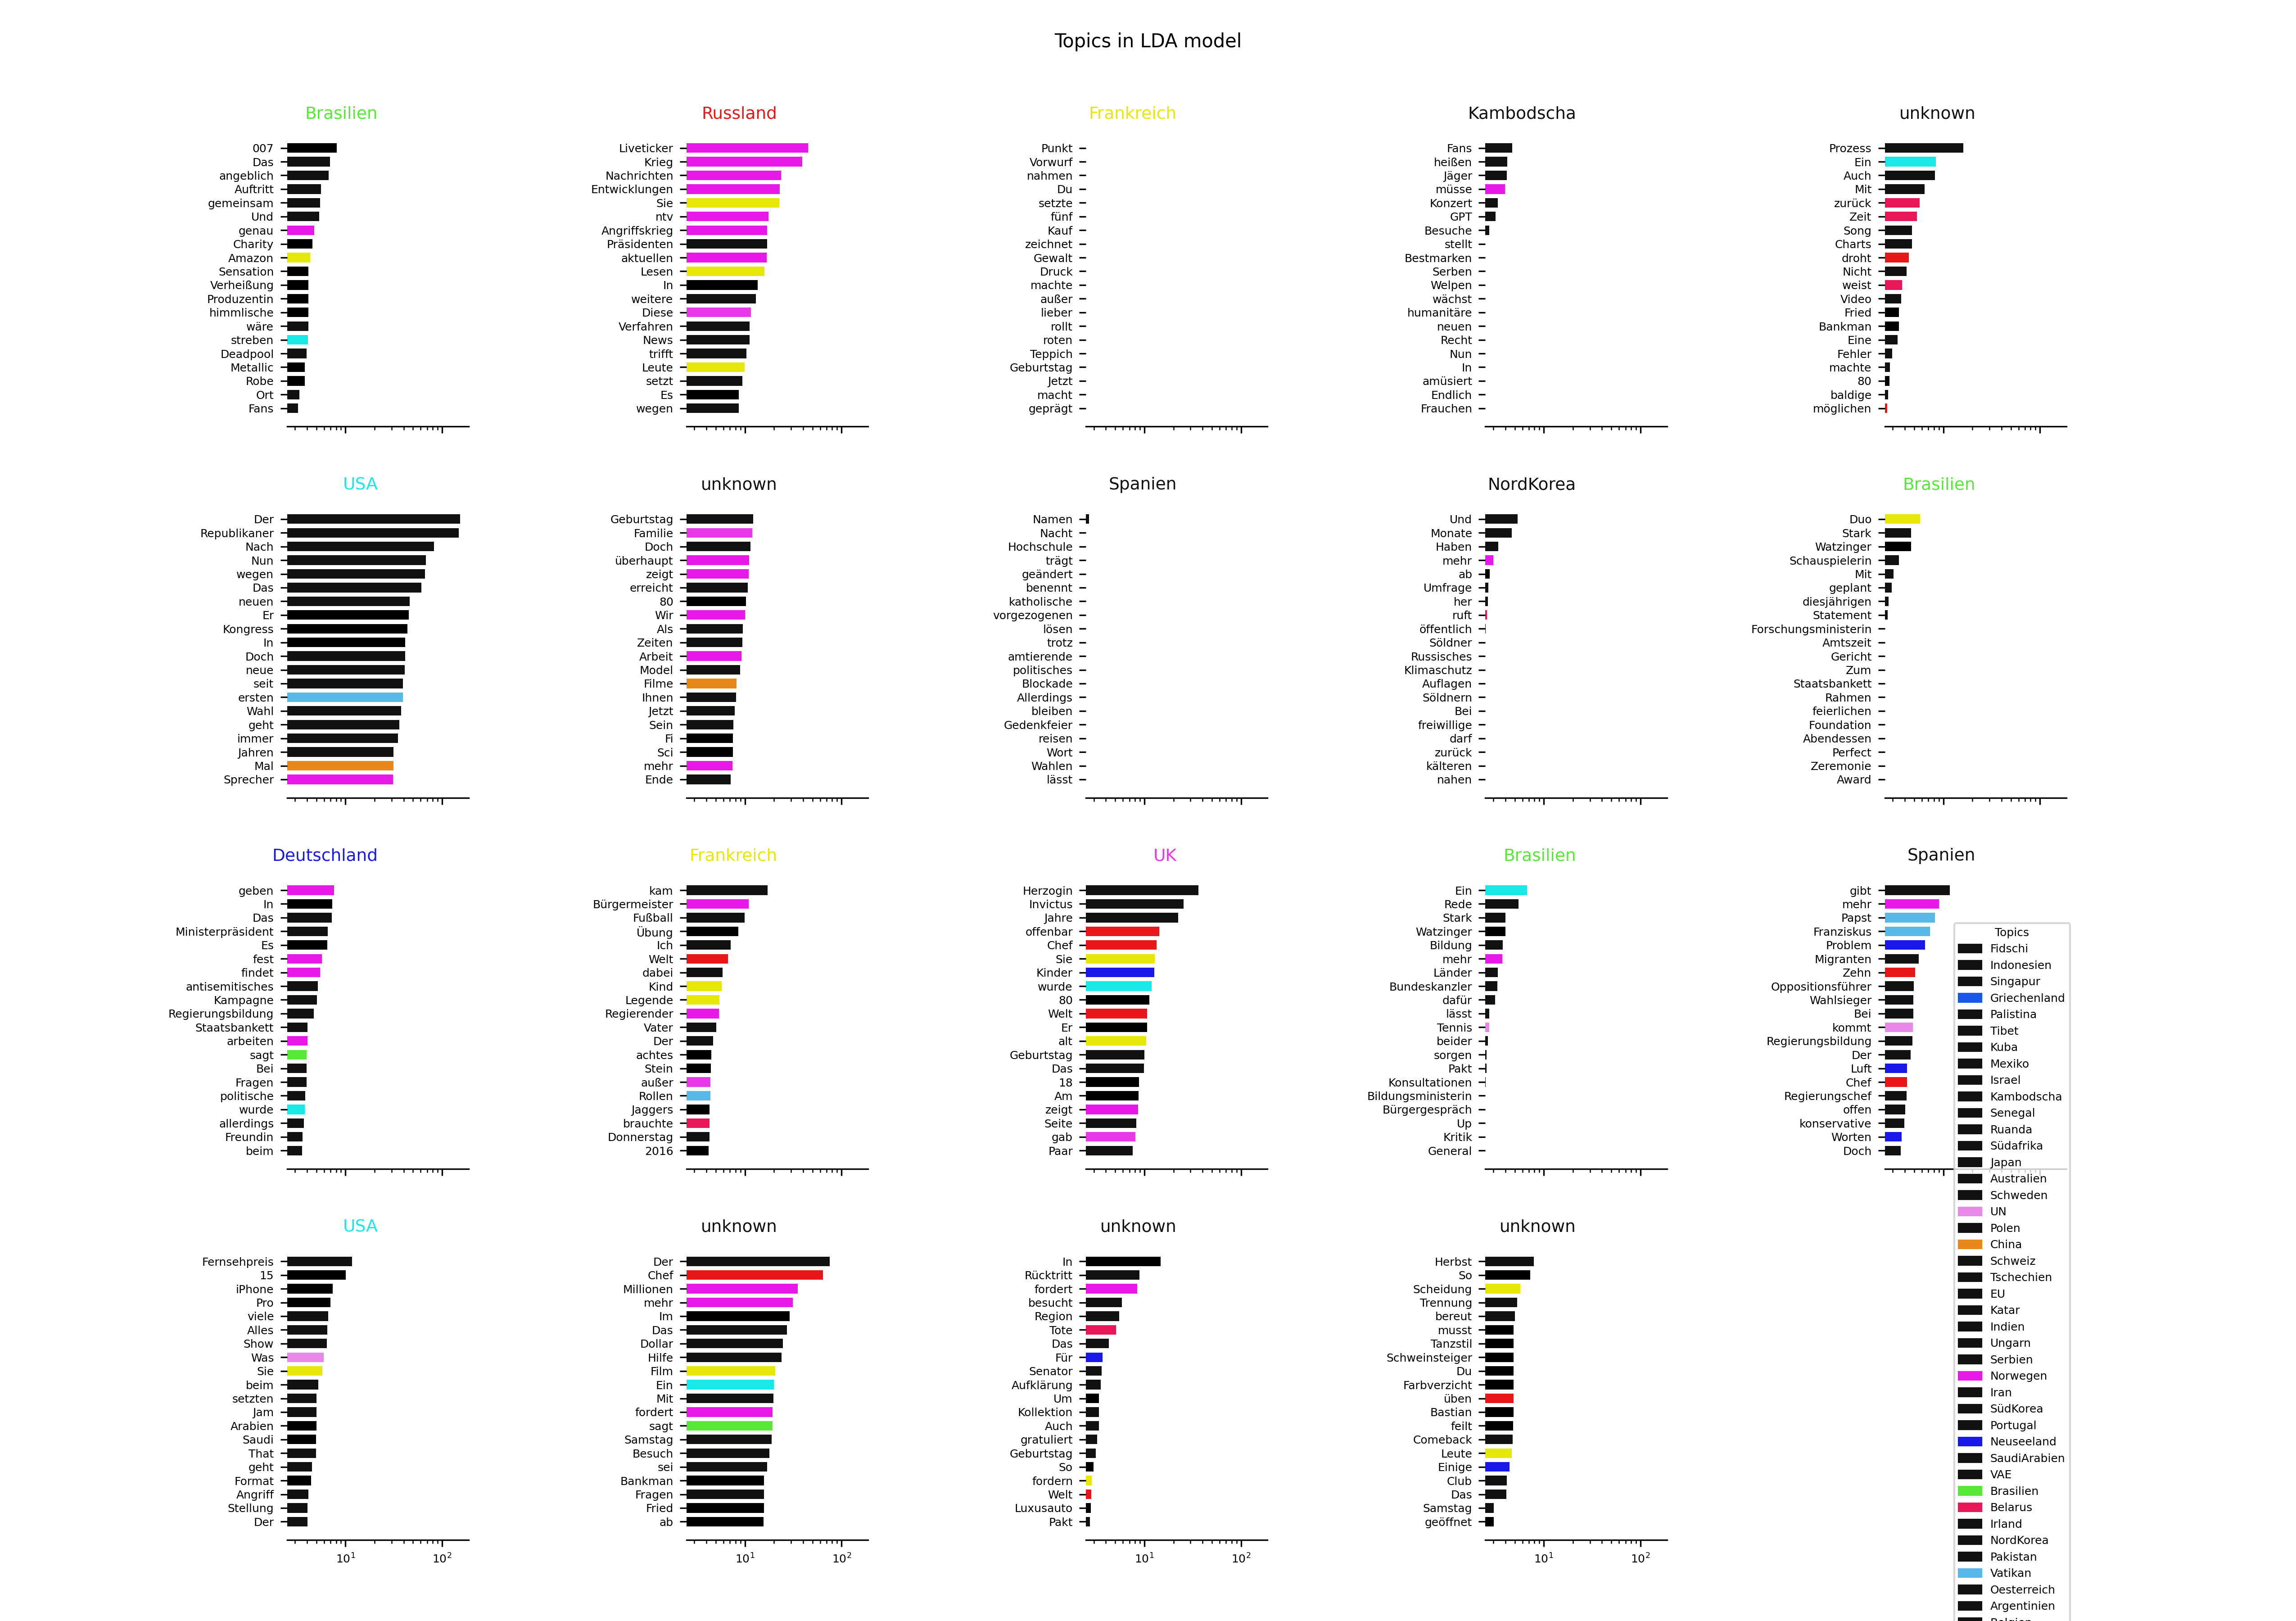 Topics in LDA model
Brasilien
007
Das
angeblich
Auftritt
gemeinsam
Und
genau
Charity
Amazon
Sensation
Verheißung
Produzentin
himmlische
wäre
streben
Deadpool
Metallic
Robe
Ort
Fans
Russland
Liveticker
Krieg
Nachrichten
Entwicklungen
Sie
ntv
Angriffskrieg
Präsidenten
aktuellen
Lesen
In
weitere
Diese
Verfahren
News
trifft
Leute
setzt
Es
wegen
Frankreich
Punkt
Vorwurf
nahmen
Du
setzte
fünf
Kauf
zeichnet
Gewalt
Druck
machte
außer
lieber
rollt
roten
Teppich
Geburtstag
Jetzt
macht
geprägt
Kambodscha
Fans
heißen
Jäger
müsse
Konzert
GPT
Besuche
stellt
Bestmarken
Serben
Welpen
wächst
humanitäre
neuen
Recht
Nun
In
amüsiert
Endlich
Frauchen
unknown
Prozess
Ein
Auch
Mit
zurück
Zeit
Song
Charts
droht
Nicht
weist
Video
Fried
Bankman
Eine
Fehler
machte
80
baldige
möglichen
USA
Der
Republikaner
Nach
Nun
wegen
Das
neuen
Er
Kongress
In
Doch
neue
seit
ersten
Wahl
geht
immer
Jahren
Mal
Sprecher
unknown
Geburtstag
Familie
Doch
überhaupt
zeigt
erreicht
80
Wir
Als
Zeiten
Arbeit
Model
Filme
Ihnen
Jetzt
Sein
Fi
Sci
mehr
Ende
Spanien
Namen
Nacht
Hochschule
trägt
geändert
benennt
katholische
vorgezogenen
lösen
trotz
amtierende
politisches
Blockade
Allerdings
bleiben
Gedenkfeier
reisen
Wort
Wahlen
lässt
NordKorea
Und
Monate
Haben
mehr
ab
Umfrage
her
ruft
öffentlich
Söldner
Russisches
Klimaschutz
Auflagen
Söldnern
Bei
freiwillige
darf
zurück
kälteren
nahen
Brasilien
Duo
Stark
Watzinger
Schauspielerin
Mit
geplant
diesjährigen
Statement
Forschungsministerin
Amtszeit
Gericht
Zum
Staatsbankett
Rahmen
feierlichen
Foundation
Abendessen
Perfect
Zeremonie
Award
Deutschland
geben
In
Das
Ministerpräsident
Es
fest
findet
antisemitisches
Kampagne
Regierungsbildung
Staatsbankett
arbeiten
sagt
Bei
Fragen
politische
wurde
allerdings
Freundin
beim
Frankreich
kam
Bürgermeister
Fußball
Übung
Ich
Welt
dabei
Kind
Legende
Regierender
Vater
Der
achtes
Stein
außer
Rollen
Jaggers
brauchte
Donnerstag
2016
UK
Herzogin
Invictus
Jahre
offenbar
Chef
Sie
Kinder
wurde
80
Welt
Er
alt
Geburtstag
Das
18
Am
zeigt
Seite
gab
Paar
Brasilien
Ein
Rede
Stark
Watzinger
Bildung
mehr
Länder
Bundeskanzler
dafür
lässt
Tennis
beider
sorgen
Pakt
Konsultationen
Bildungsministerin
Bürgergespräch
Up
Kritik
General
Spanien
gibt
mehr
Papst
Franziskus
Problem
Migranten
Zehn
Oppositionsführer
Wahlsieger
Bei
kommt
Regierungsbildung
Der
Luft
Chef
Regierungschef
offen
konservative
Worten
Doch
USA
Fernsehpreis
15
iPhone
Pro
viele
Alles
Show
Was
Sie
beim
setzten
Jam
Arabien
Saudi
That
geht
Format
Angriff
Stellung
Der
10¹ 10²
unknown
Der
Chef
Millionen
mehr
Im
Das
Dollar
Hilfe
Film
Ein
Mit
fordert
sagt
Samstag
Besuch
sei
Bankman
Fragen
Fried
ab
10¹ 10²
unknown
In
Rücktritt
fordert
besucht
Region
Tote
Das
Für
Senator
Aufklärung
Um
Kollektion
Auch
gratuliert
Geburtstag
So
fordern
Welt
Luxusauto
Pakt
10¹ 10²
unknown
Herbst
So
Scheidung
Trennung
bereut
musst
Tanzstil
Schweinsteiger
Du
Farbverzicht
üben
Bastian
feilt
Comeback
Leute
Einige
Club
Das
Samstag
geöffnet
10¹ 10²
Topics
Fidschi
Indonesien
Singapur
Griechenland
Palistina
Tibet
Kuba
Mexiko
Israel
Kambodscha
Senegal
Ruanda
Südafrika
Japan
Australien
Schweden
UN
Polen
China
Schweiz
Tschechien
EU
Katar
Indien
Ungarn
Serbien
Norwegen
Iran
SüdKorea
Portugal
Neuseeland
SaudiArabien
VAE
Brasilien
Belarus
Irland
NordKorea
Pakistan
Vatikan
Oesterreich
Argentinien